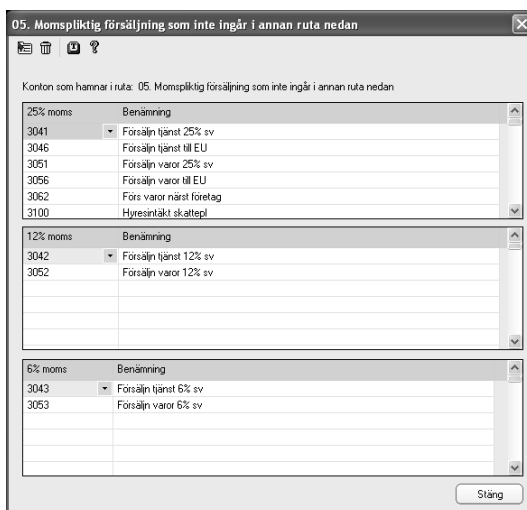 05. Momspliktig försäljning som inte ingår i annan ruta nedan
Konton som hamnar i ruta: 05. Momspliktig försäljning som inte ingår i annan ruta nedan
25% moms Benämning
3041 Försäljn tjänst 25% sv
3046 Försäljn tjänst till EU
3051 Försäljn varor 25% sv
3056 Försäljn varor till EU
3062 Förs varor närst företag
3100 Hyresintäkt skattepl
12% moms Benämning
3042 Försäljn tjänst 12% sv
3052 Försäljn varor 12% sv
6% moms Benämning
3043 Försäljn tjänst 6% sv
3053 Försäljn varor 6% sv
Stäng